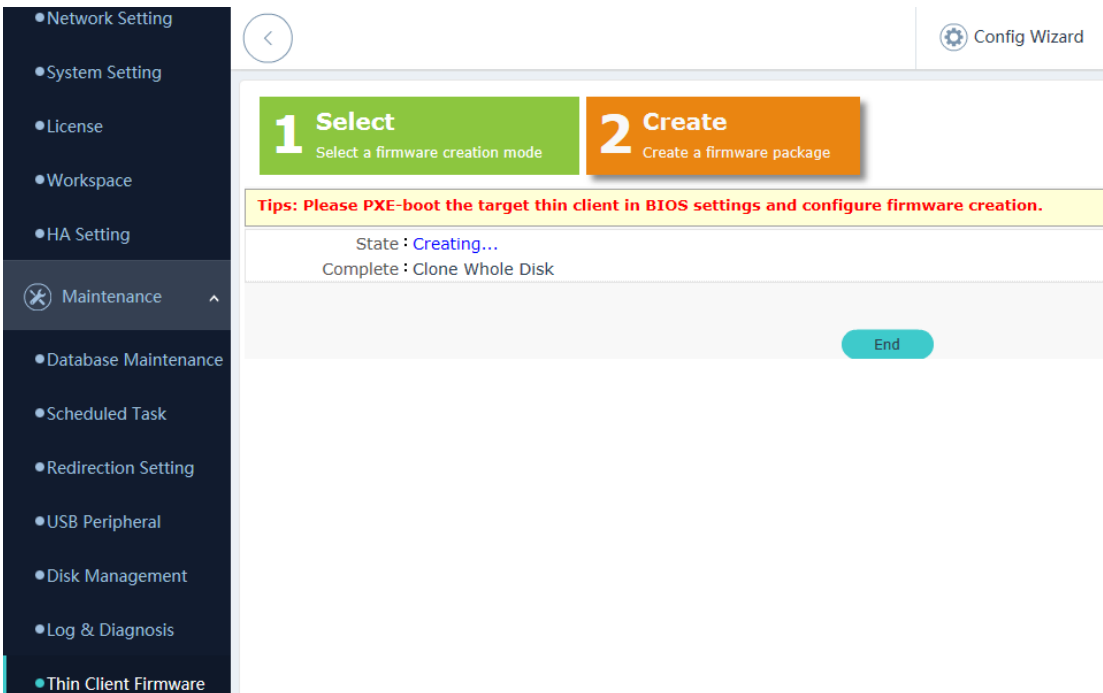 Network Setting
System Setting
License
Workspace
HA Setting
Maintenance
Database Maintenance
Scheduled Task
Redirection Setting
USB Peripheral
Disk Management
Log & Diagnosis
Thin Client Firmware
Config Wizard
1 Select
Select a firmware creation mode
2 Create
Create a firmware package
Tips: Please PXE-boot the target thin client in BIOS settings and configure firmware creation.
State : Creating...
Complete : Clone Whole Disk
End